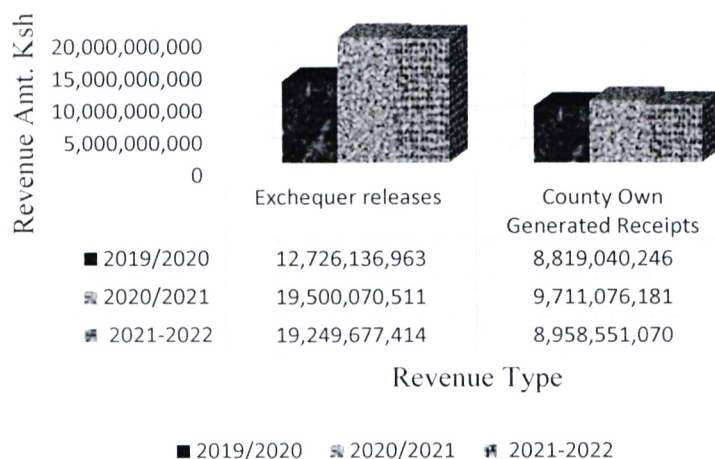 Revenue Amt. Ksh
20,000,000,000
15,000,000,000
10,000,000,000
5,000,000,000
0
Exchequer releases
County Own
Generated Receipts
2019/2020 12,726,136,963 8,819,040,246
2020/2021 19,500,070,511 9,711,076,181
2021-2022 19,249,677,414 8,958,551,070
Revenue Type
2019/2020 2020/2021 2021-2022